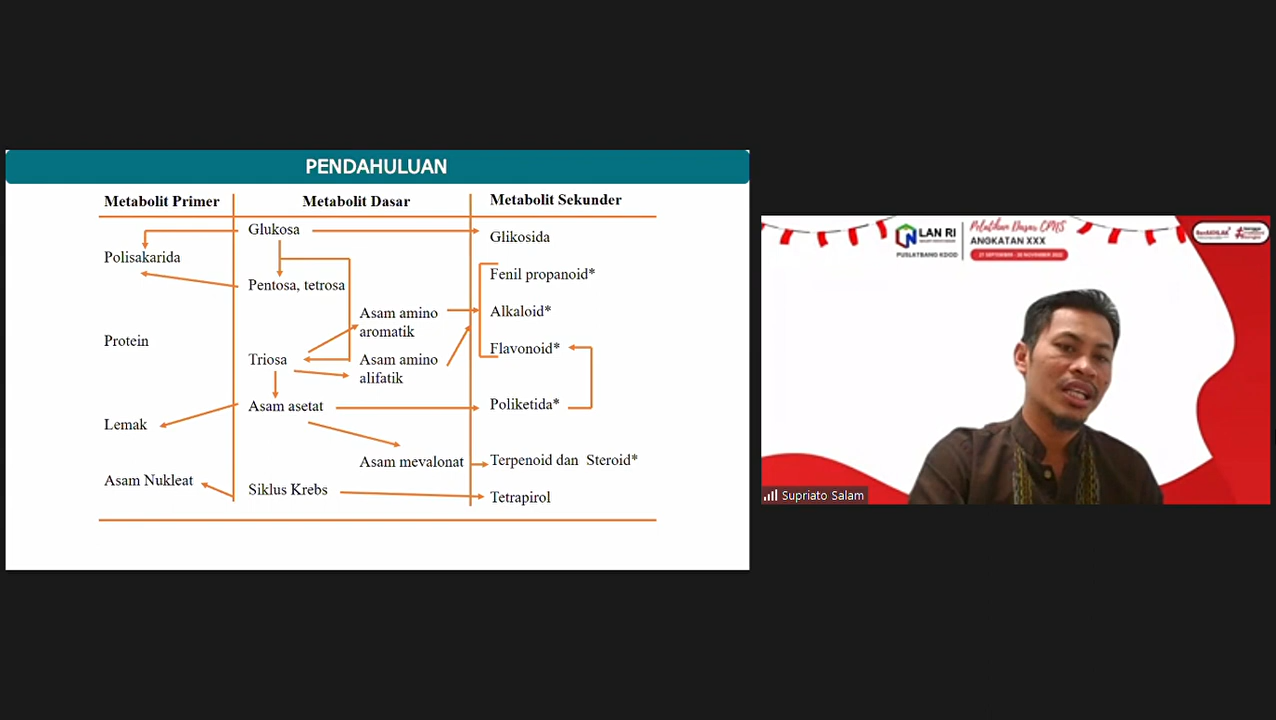 PENDAHULUAN
Metabolit Primer
Metabolit Dasar
Metabolit Sekunder
Glukosa
Glikosida
Polisakarida
Fenil propanoid*
Pentosa, tetrosa
Asam amino
aromatik
Alkaloid*
Protein
Flavonoid*
Triosa
Asam amino
alifatik
Asam asetat
Poliketida*
Lemak
Asam mevalonat
Terpenoid dan Steroid*
Asam Nukleat
Siklus Krebs
Tetrapirol
LAN RI
PUSLATBANG KDOD
Pelatihan Dasar CPNS
ANGKATAN XXX
Supriato Salam